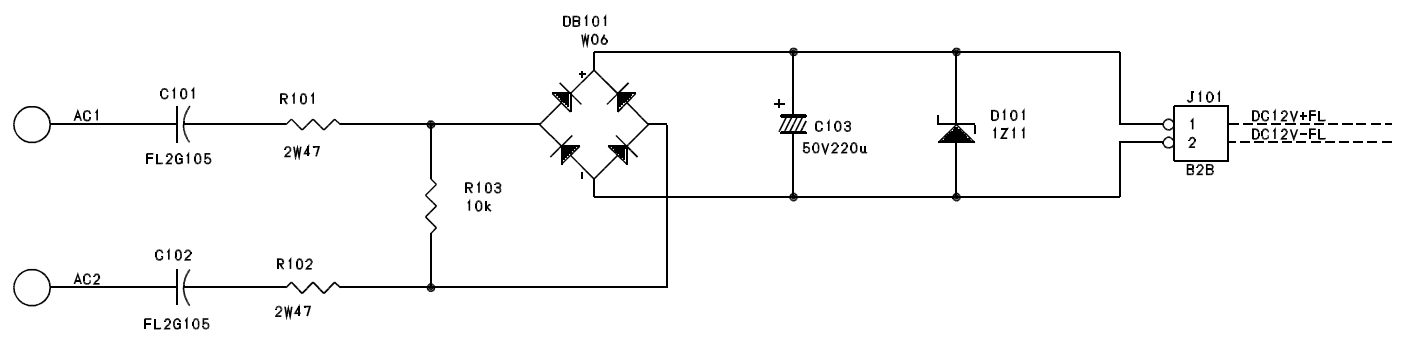 DB101
W06
C101
R101
AC1
FL2G105
2W47
+
+
C103
50V220u
D101
1Z11
J101
1
2
B2B
DC12V+FL
DC12V-FL
R103
10k
-
C102
R102
AC2
FL2G105
2W47